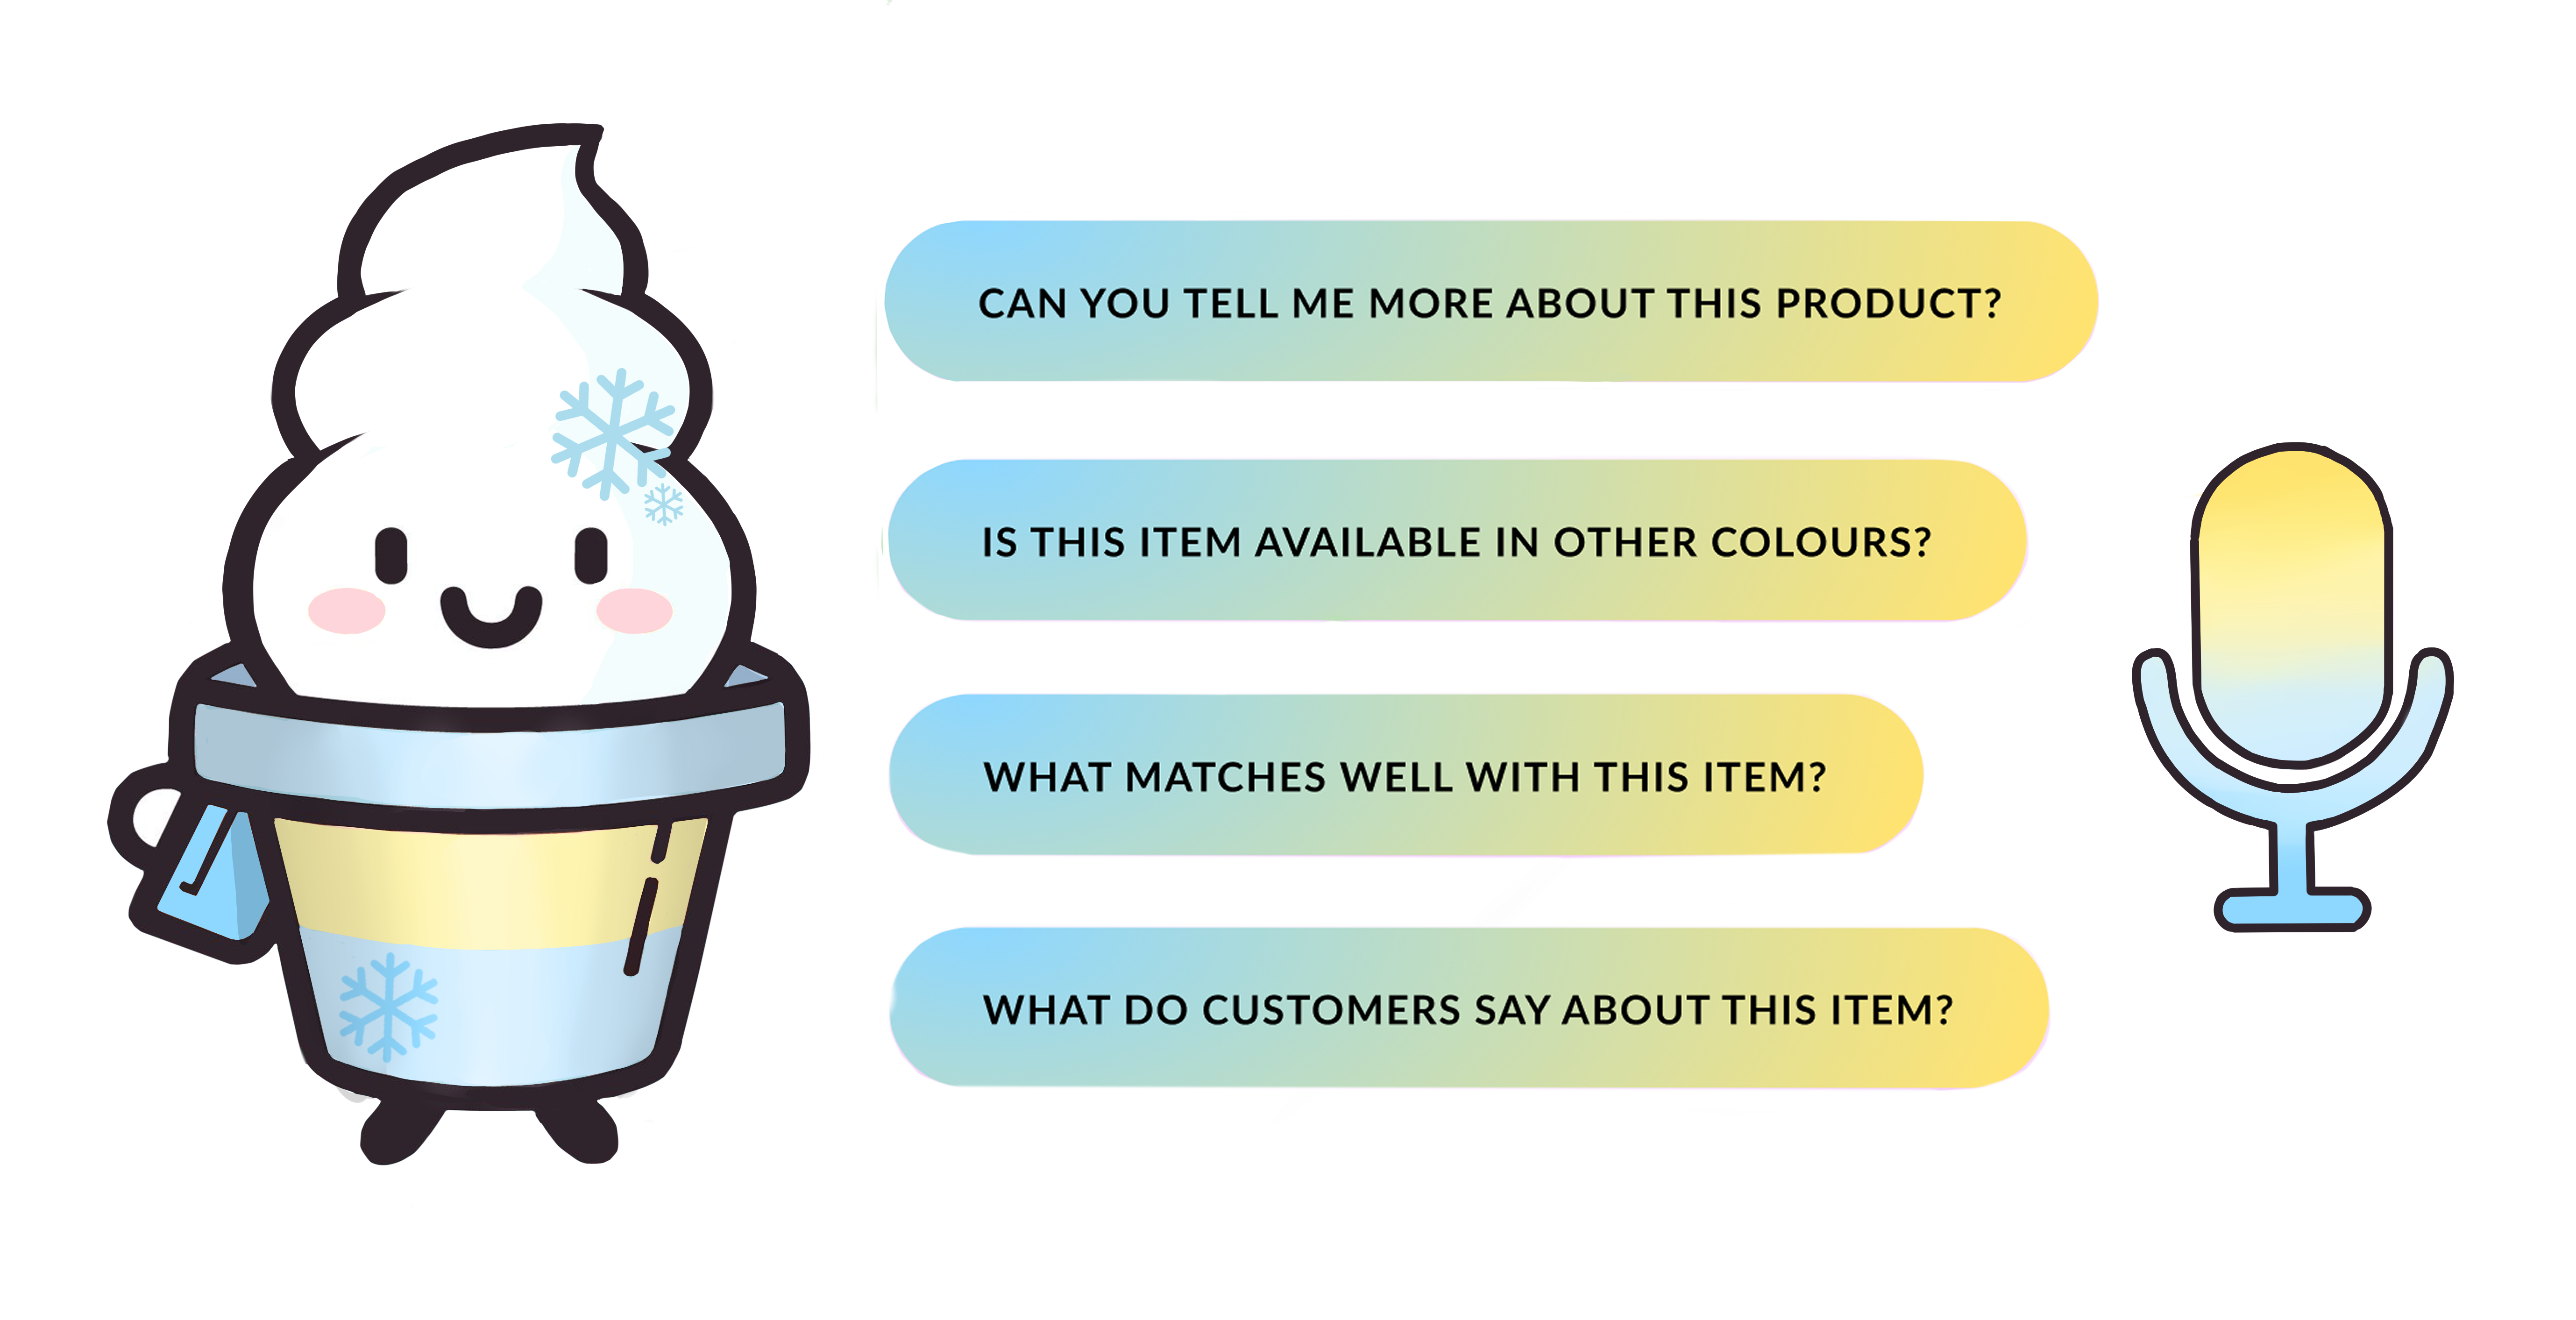 CAN YOU TELL ME MORE ABOUT THIS PRODUCT?
IS THIS ITEM AVAILABLE IN OTHER COLOURS?
WHAT MATCHES WELL WITH THIS ITEM?
WHAT DO CUSTOMERS SAY ABOUT THIS ITEM?